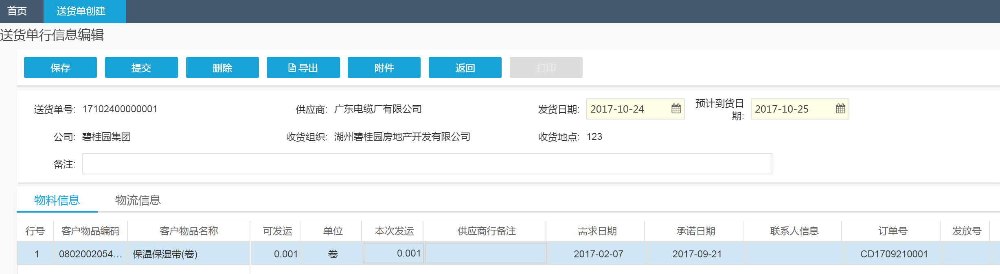 首页 送货单创建
送货单行信息编辑
保存 提交 删除 导出 附件 返回 打印
送货单号: 17102400000001 供应商: 广东电缆厂有限公司 发货日期: 2017-10-24 预计到货日期: 2017-10-25
公司: 碧桂园集团 收货组织: 湖州碧桂园房地产开发有限公司 收货地点: 123
备注:
物料信息 物流信息
行号 客户物品编码 客户物品名称 可发运 单位 本次发运 供应商行备注 需求日期 承诺日期 联系人信息 订单号 发放号
1 0802002054... 保温保湿带(卷) 0.001 卷 0.001 2017-02-07 2017-09-21 CD1709210001